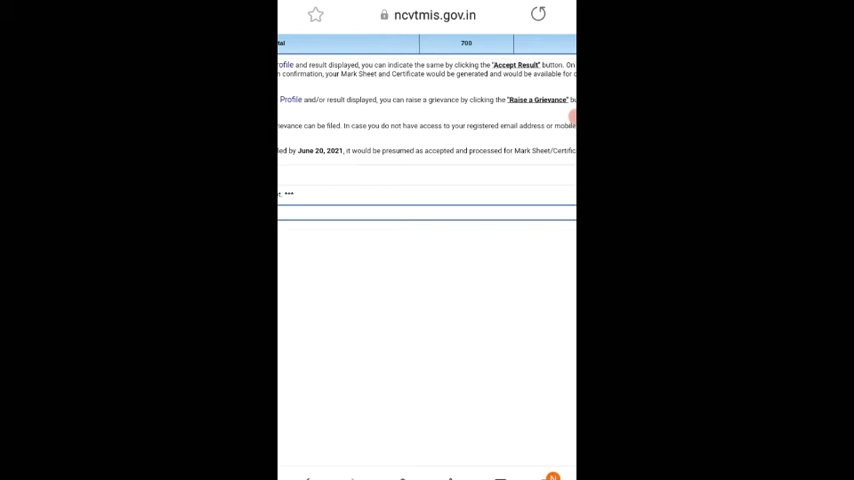 ncvtmis.gov.in
tal 700
ofile and result displayed, you can indicate the same by clicking the "Accept Result" button. On
n confirmation, your Mark Sheet and Certificate would be generated and would be available for d
Profile and/or result displayed, you can raise a grievance by clicking the "Raise a Grievance" bu
ievance can be filed. In case you do not have access to your registered email address or mobile
led by June 20, 2021, it would be presumed as accepted and processed for Mark Sheet/Certific
t. ***
N